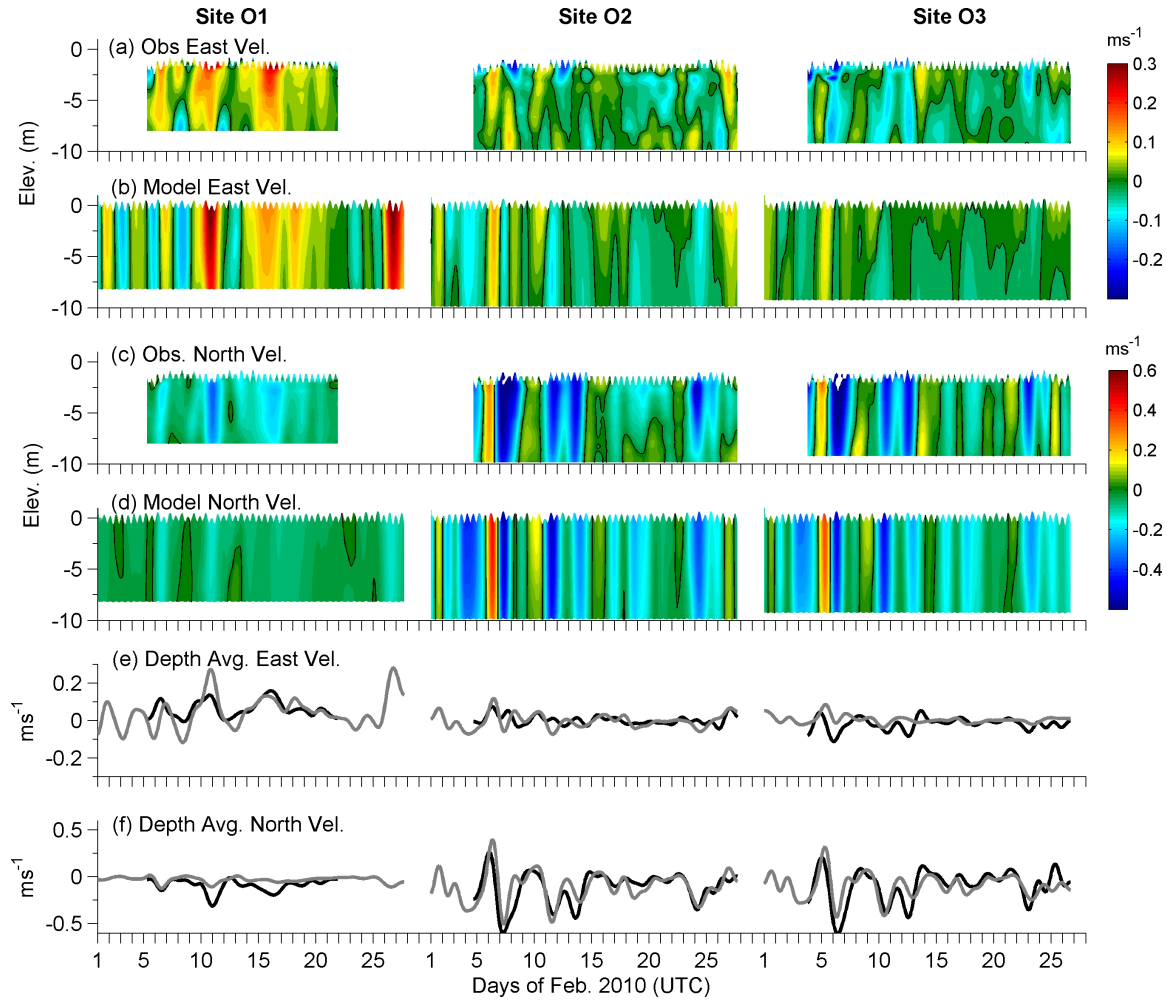 Site O1 Site O2 Site O3
(a) Obs East Vel.
0
-5
-10
Elev. (m)
(b) Model East Vel.
0
-5
-10
ms-1
0.3
0.2
0.1
0
-0.1
-0.2
(c) Obs. North Vel.
0
-5
-10
Elev. (m)
(d) Model North Vel.
0
-5
-10
ms-1
0.6
0.4
0.2
0
-0.2
-0.4
(e) Depth Avg. East Vel.
0.2
0
-0.2
ms-1
(f) Depth Avg. North Vel.
0.5
0
-0.5
ms-1
1 5 10 15 20 25 1 5 10 15 20 25 1 5 10 15 20 25
Days of Feb. 2010 (UTC)